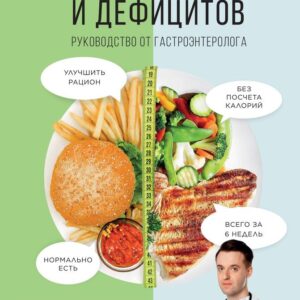 И ДЕФИЦИТОВ
РУКОВОДСТВО ОТ ГАСТРОЭНТЕРОЛОГА
УЛУЧШИТЬ
РАЦИОН
БЕЗ
ПОСЧЕТА
КАЛОРИЙ
НОРМАЛЬНО
ЕСТЬ
ВСЕГО ЗА
6 НЕДЕЛЬ